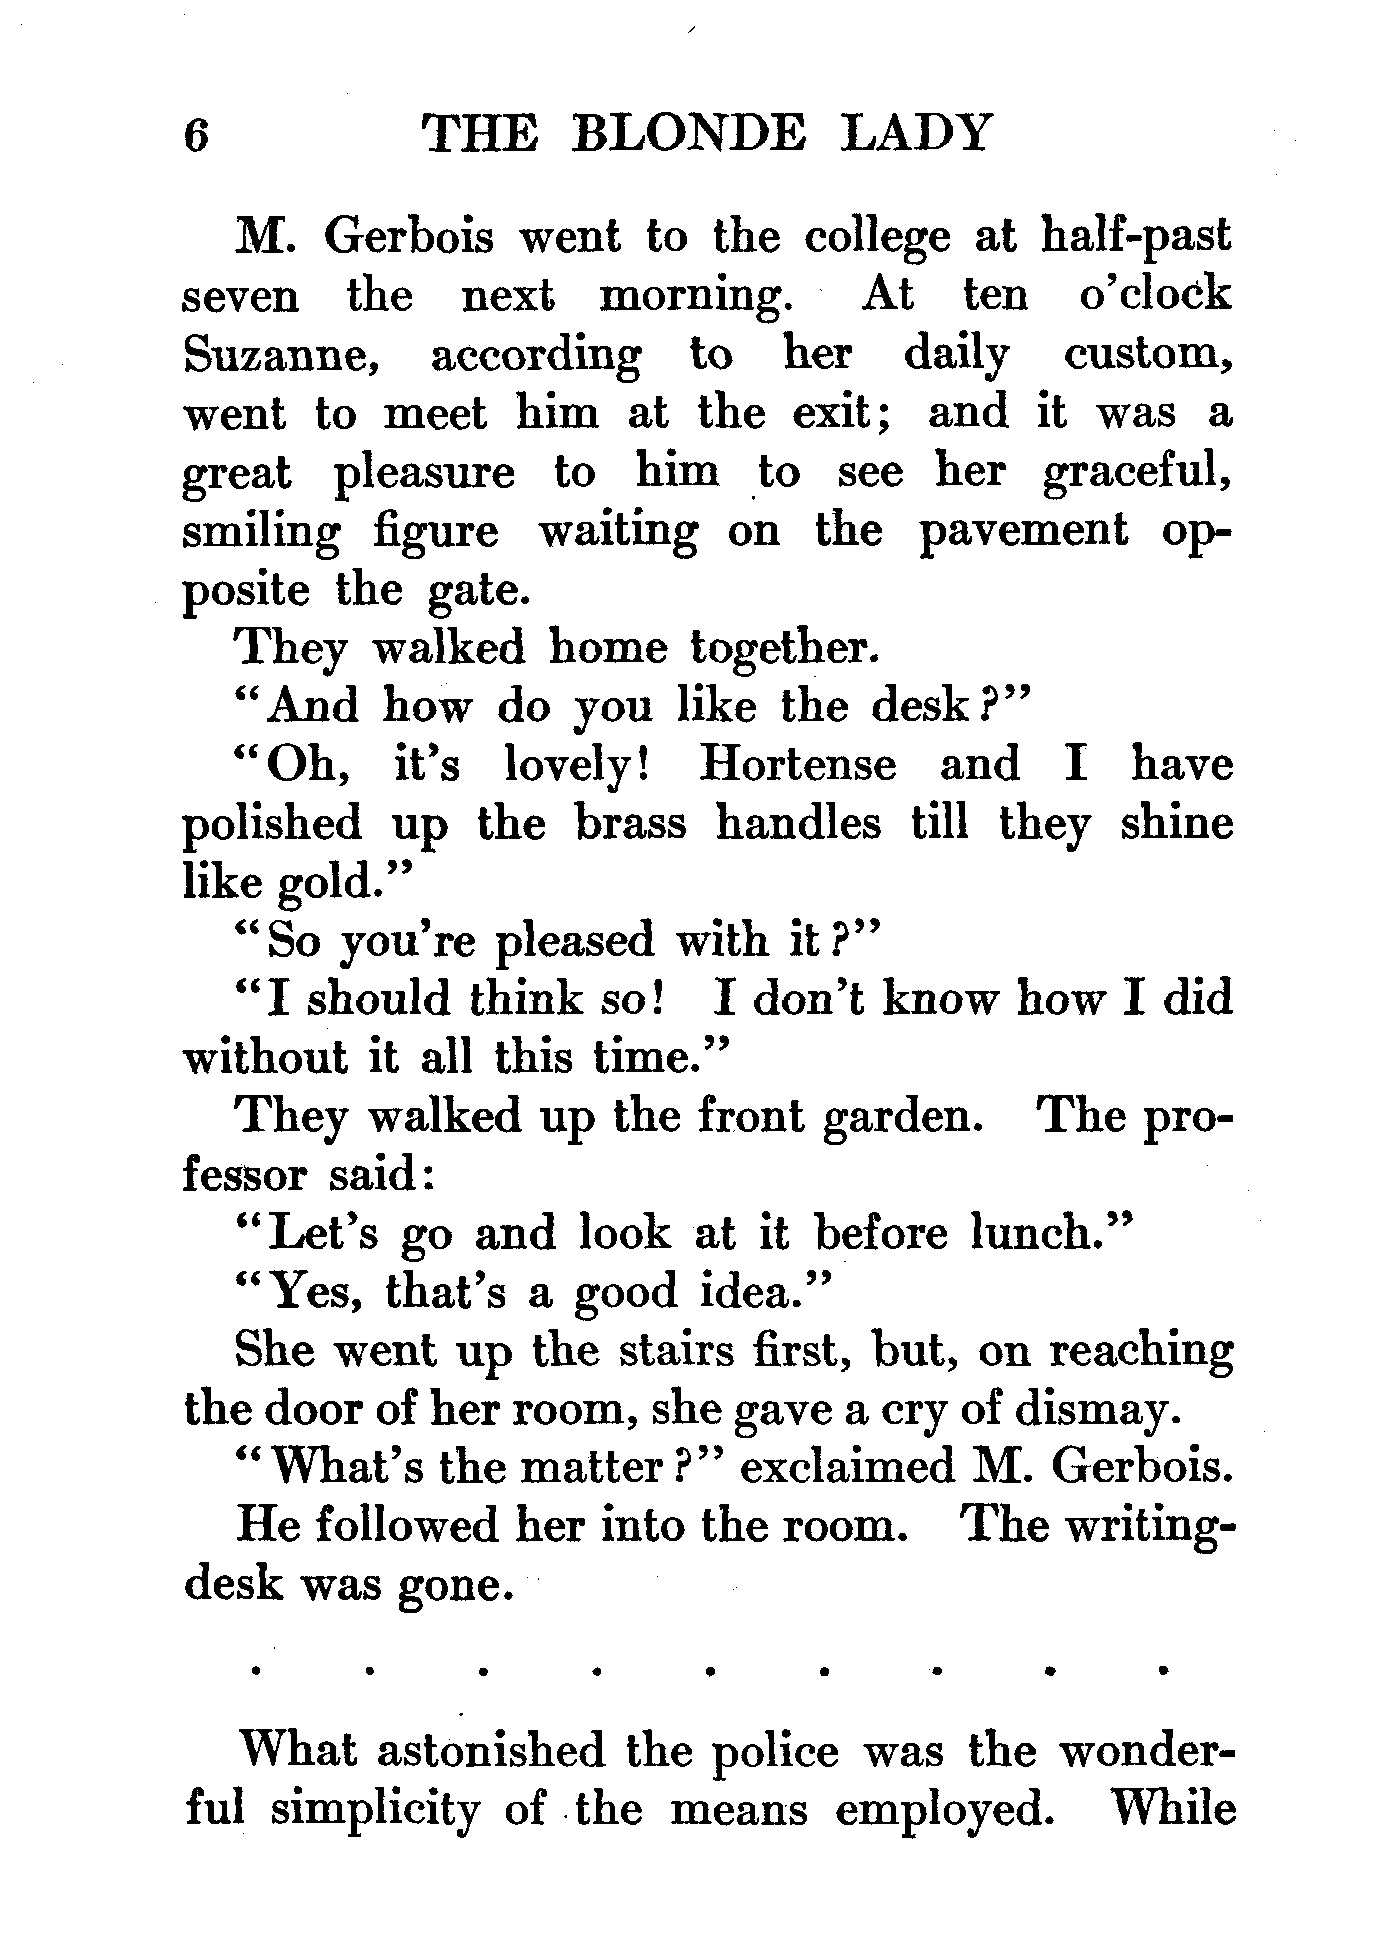 6 THE BLONDE LADY
M. Gerbois went to the college at half-past
seven the next morning. At ten o'clock
Suzanne, according to her daily custom,
went to meet him at the exit; and it was a
great pleasure to him to see her graceful,
smiling figure waiting on the pavement op-
posite the gate.
They walked home together.
"And how do you like the desk?"
"Oh, it's lovely! Hortense and I have
polished up the brass handles till they shine
like gold."
"So you're pleased with it?"
"I should think so! I don't know how I did
without it all this time."
They walked up the front garden. The pro-
fessor said:
"Let's go and look at it before lunch."
"Yes, that's a good idea."
She went up the stairs first, but, on reaching
the door of her room, she gave a cry of dismay.
"What's the matter?" exclaimed M. Gerbois.
He followed her into the room. The writing-
desk was gone.
. . . . . . . . .
What astonished the police was the wonder-
ful simplicity of the means employed. While